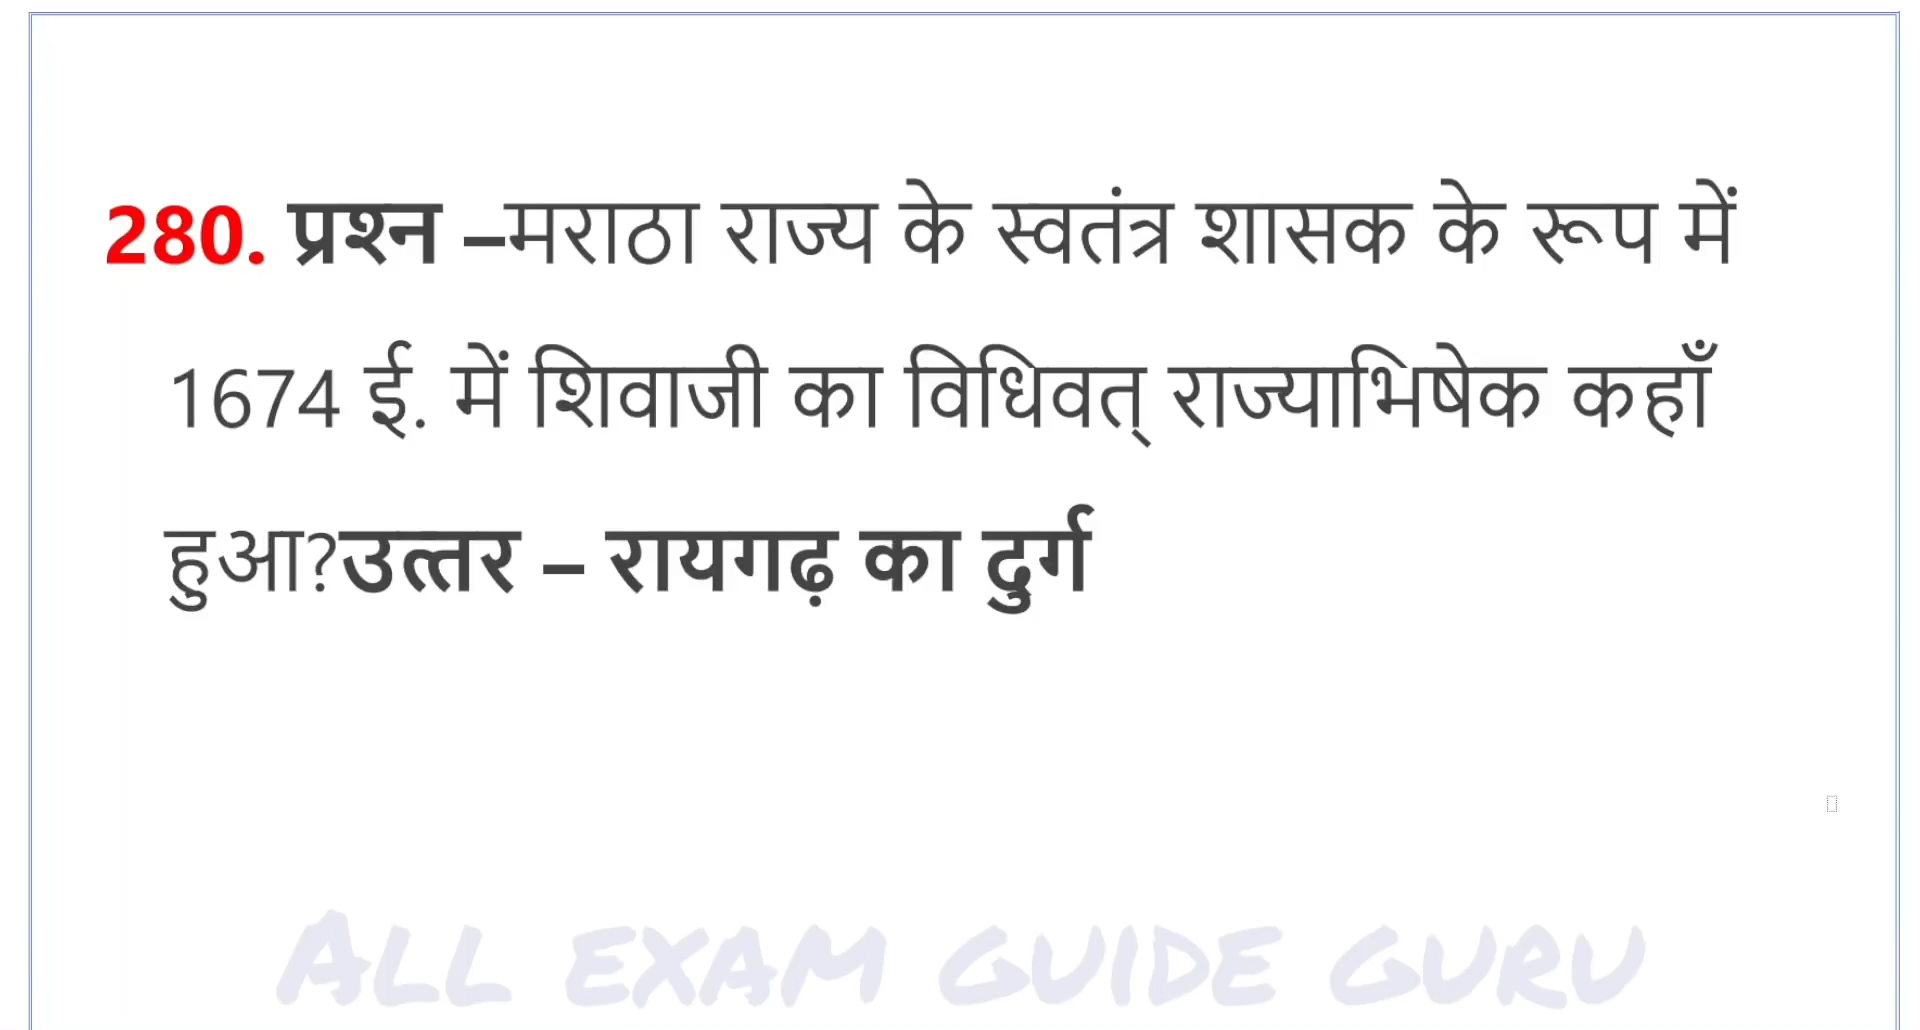 280. प्रश्न –मराठा राज्य के स्वतंत्र शासक के रूप में
1674 ई. में शिवाजी का विधिवत् राज्याभिषेक कहाँ
हुआ?उत्तर – रायगढ़ का दुर्ग
ALL EXAM GUIDE GURU